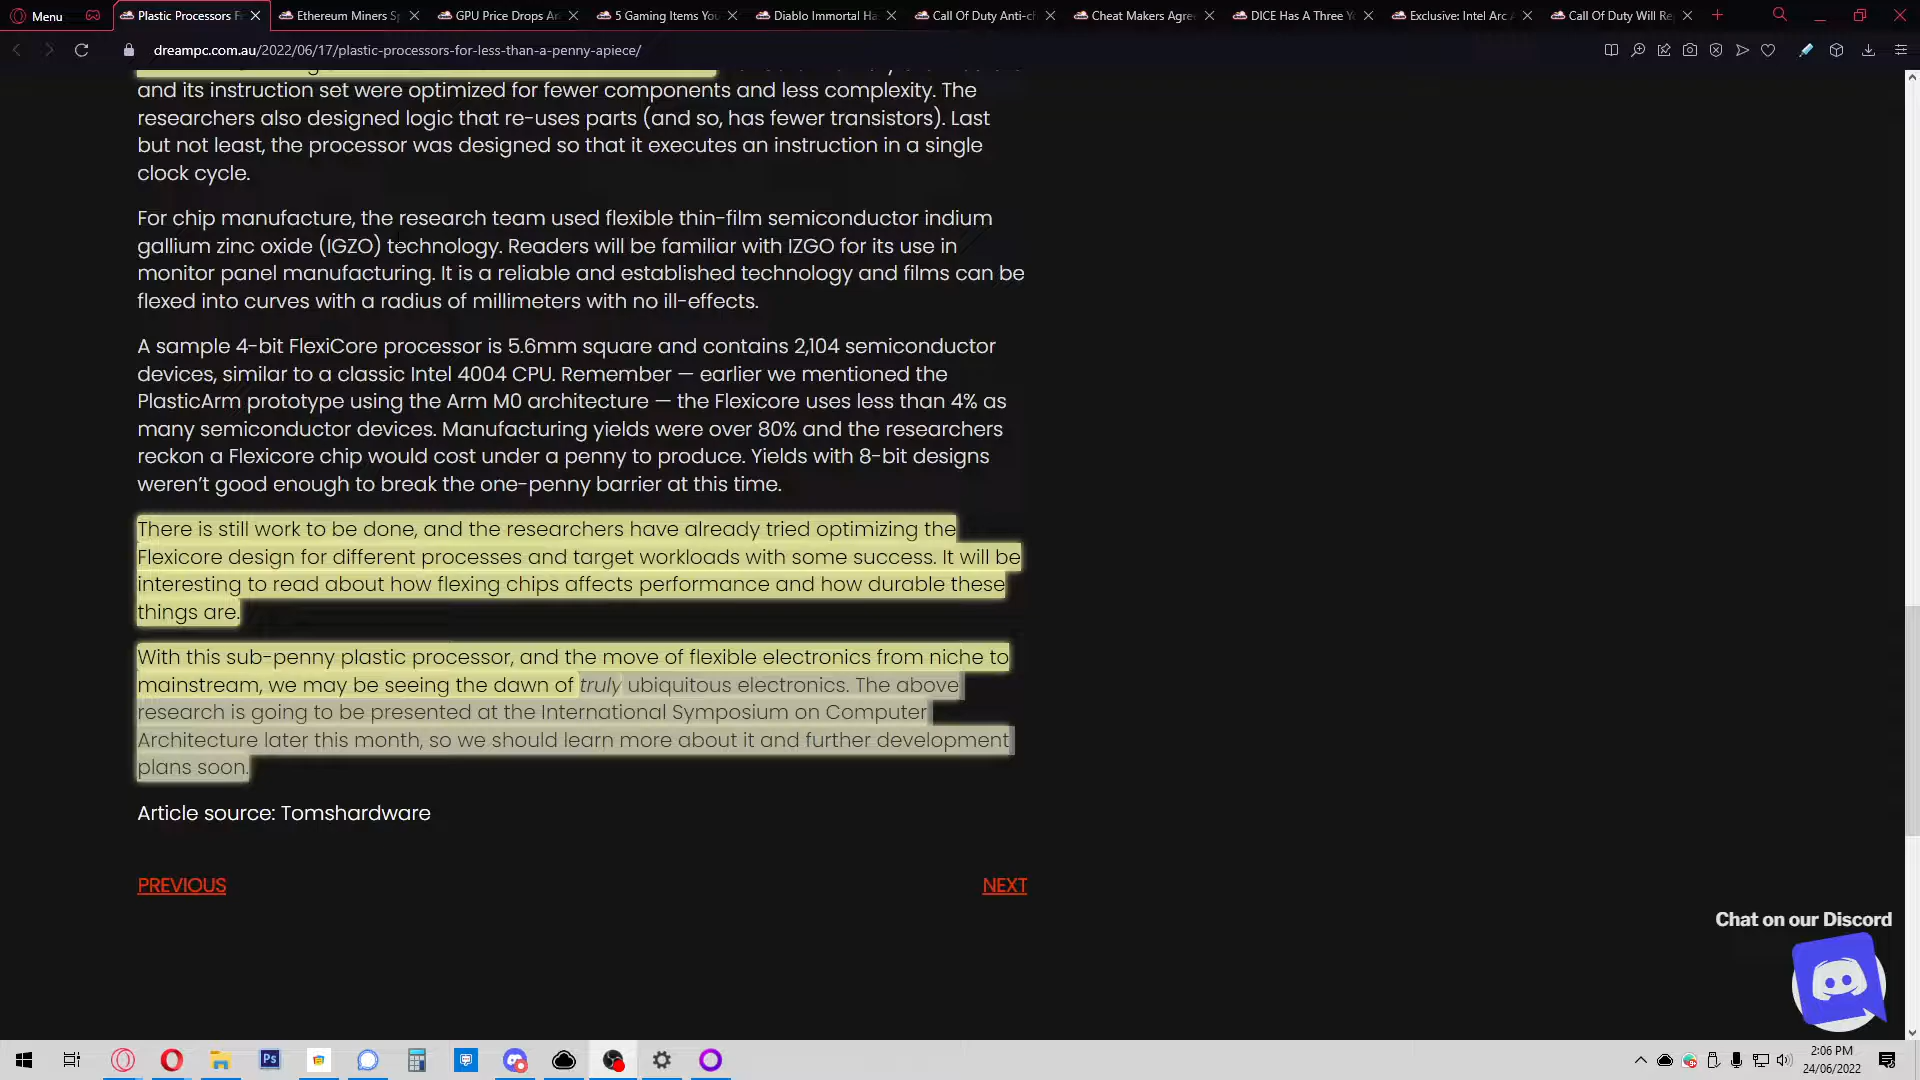 Menu
Plastic Processors F
Ethereum Miners Sp
GPU Price Drops Ar
5 Gaming Items You
Diablo Immortal Ha
Call Of Duty Anti-ch
Cheat Makers Agre
DICE Has A Three Y
Exclusive: Intel Arc A
Call Of Duty Will Re
dreampc.com.au/2022/06/17/plastic-processors-for-less-than-a-penny-apiece/
and its instruction set were optimized for fewer components and less complexity. The
researchers also designed logic that re-uses parts (and so, has fewer transistors). Last
but not least, the processor was designed so that it executes an instruction in a single
clock cycle.
For chip manufacture, the research team used flexible thin-film semiconductor indium
gallium zinc oxide (IGZO) technology. Readers will be familiar with IZGO for its use in
monitor panel manufacturing. It is a reliable and established technology and films can be
flexed into curves with a radius of millimeters with no ill-effects.
A sample 4-bit FlexiCore processor is 5.6mm square and contains 2,104 semiconductor
devices, similar to a classic Intel 4004 CPU. Remember — earlier we mentioned the
PlasticArm prototype using the Arm M0 architecture — the Flexicore uses less than 4% as
many semiconductor devices. Manufacturing yields were over 80% and the researchers
reckon a Flexicore chip would cost under a penny to produce. Yields with 8-bit designs
weren't good enough to break the one-penny barrier at this time.
There is still work to be done, and the researchers have already tried optimizing the
Flexicore design for different processes and target workloads with some success. It will be
interesting to read about how flexing chips affects performance and how durable these
things are.
With this sub-penny plastic processor, and the move of flexible electronics from niche to
mainstream, we may be seeing the dawn of truly ubiquitous electronics. The above
research is going to be presented at the International Symposium on Computer
Architecture later this month, so we should learn more about it and further development
plans soon.
Article source: Tomshardware
PREVIOUS
NEXT
Chat on our Discord
Ps
2:06 PM
24/06/2022